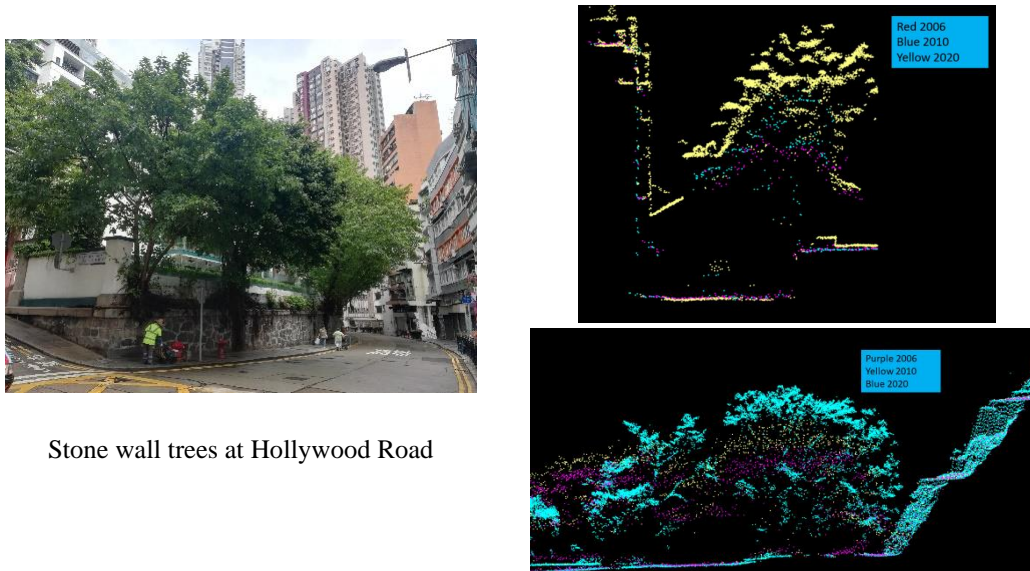 Red 2006
Blue 2010
Yellow 2020
Purple 2006
Yellow 2010
Blue 2020
Stone wall trees at Hollywood Road